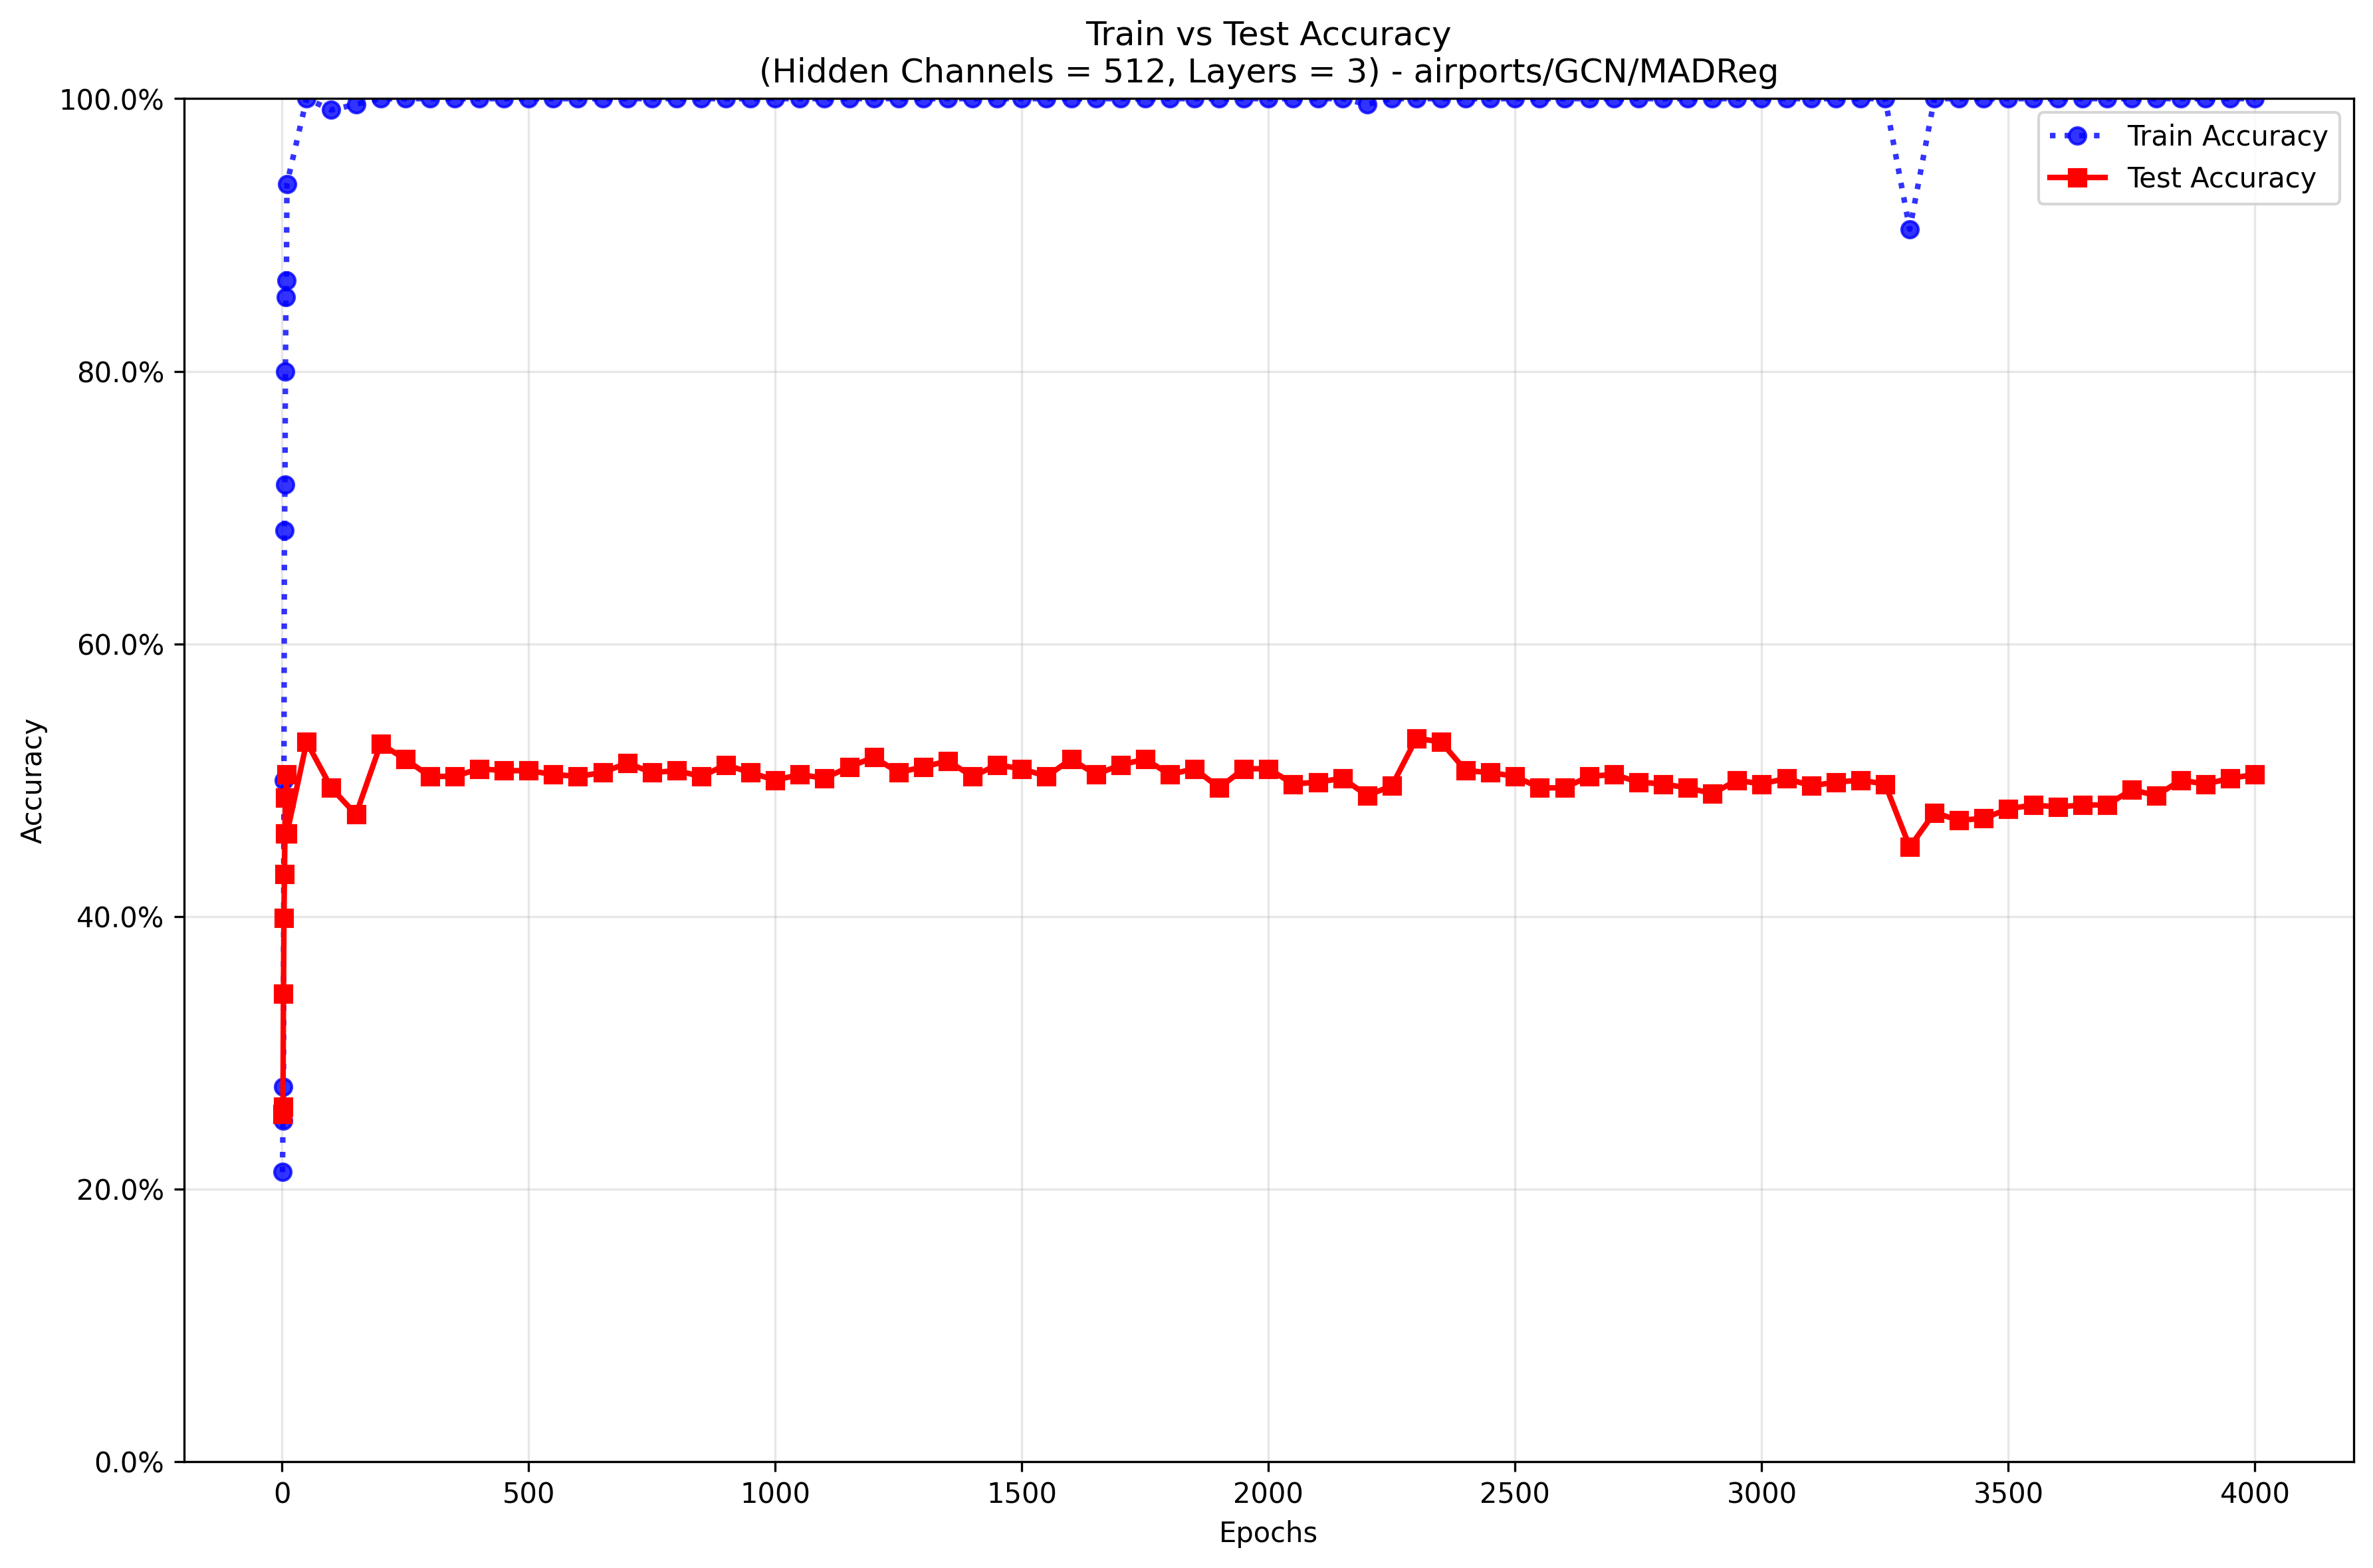 Train vs Test Accuracy
(Hidden Channels = 512, Layers = 3) - airports/GCN/MADReg
100.0%
80.0%
60.0%
40.0%
20.0%
0.0%
Accuracy
Train Accuracy
Test Accuracy
0 500 1000 1500 2000 2500 3000 3500 4000
Epochs